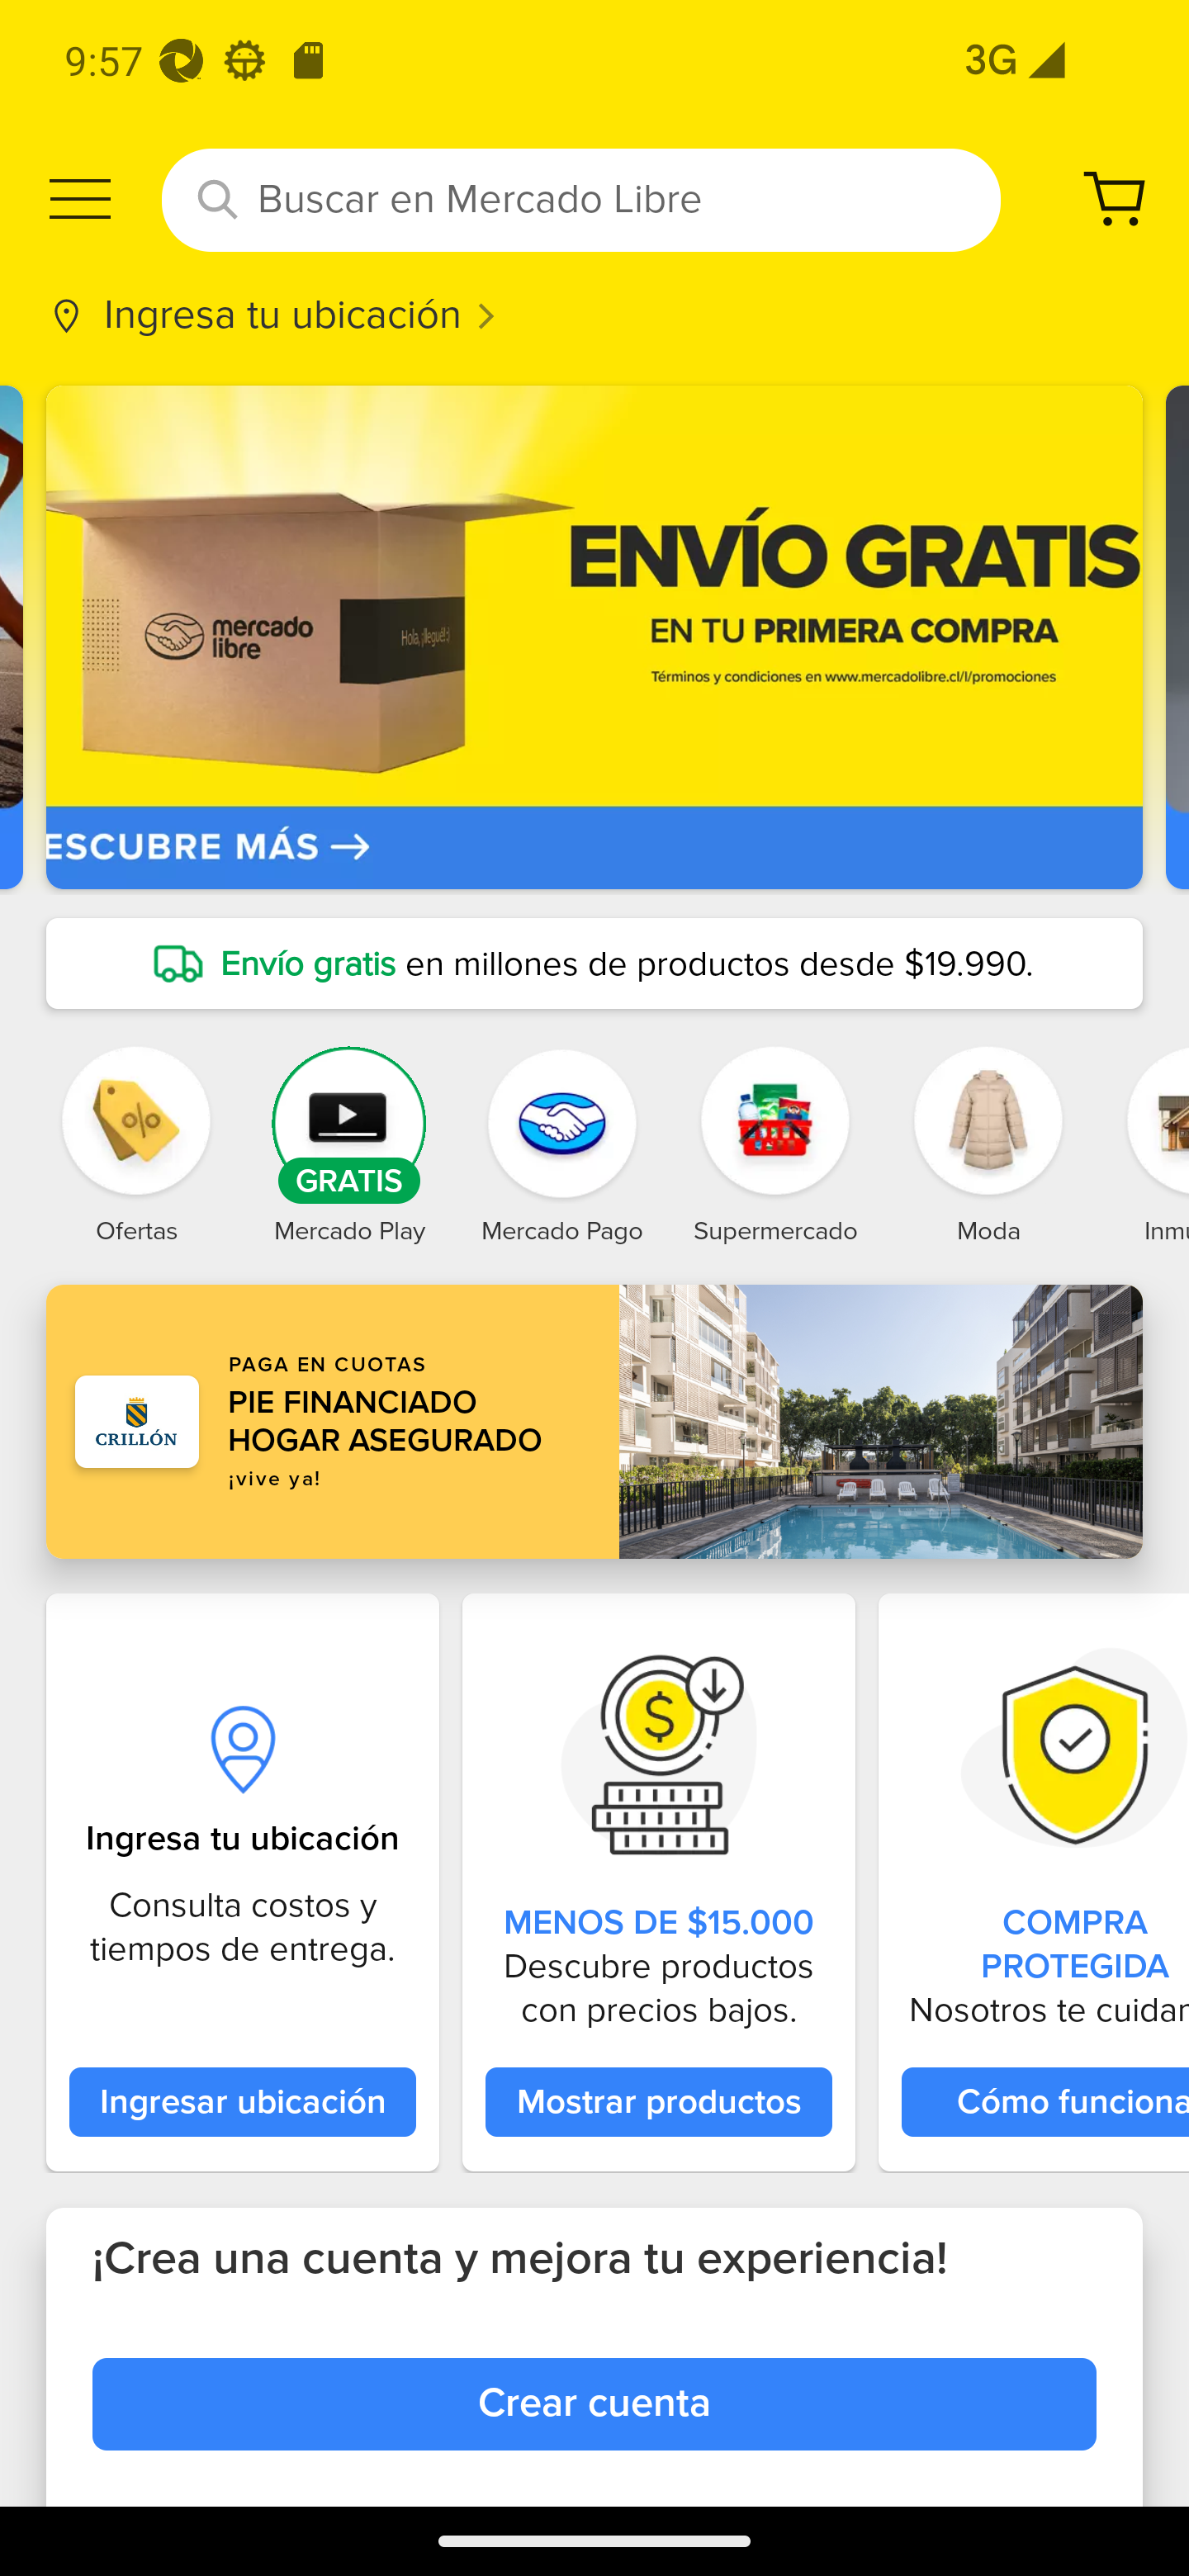 9:57
3G
Buscar en Mercado Libre
Ingresa tu ubicación
ENVÍO GRATIS
EN TU PRIMERA COMPRA
Términos y condiciones en www.mercadolibre.cl/l/promociones
mercado
libre
Hola, ¡llegué! :)
ESCUBRE MÁS →
Envío gratis en millones de productos desde $19.990.
GRATIS
Ofertas
Mercado Play
Mercado Pago
Supermercado
Moda
Inmu
CRILLÓN
PAGA EN CUOTAS
PIE FINANCIADO
HOGAR ASEGURADO
¡vive ya!
Ingresa tu ubicación
Consulta costos y
tiempos de entrega.
Ingresar ubicación
MENOS DE $15.000
Descubre productos
con precios bajos.
Mostrar productos
COMPRA
PROTEGIDA
Nosotros te cuidar
Cómo funciona
¡Crea una cuenta y mejora tu experiencia!
Crear cuenta